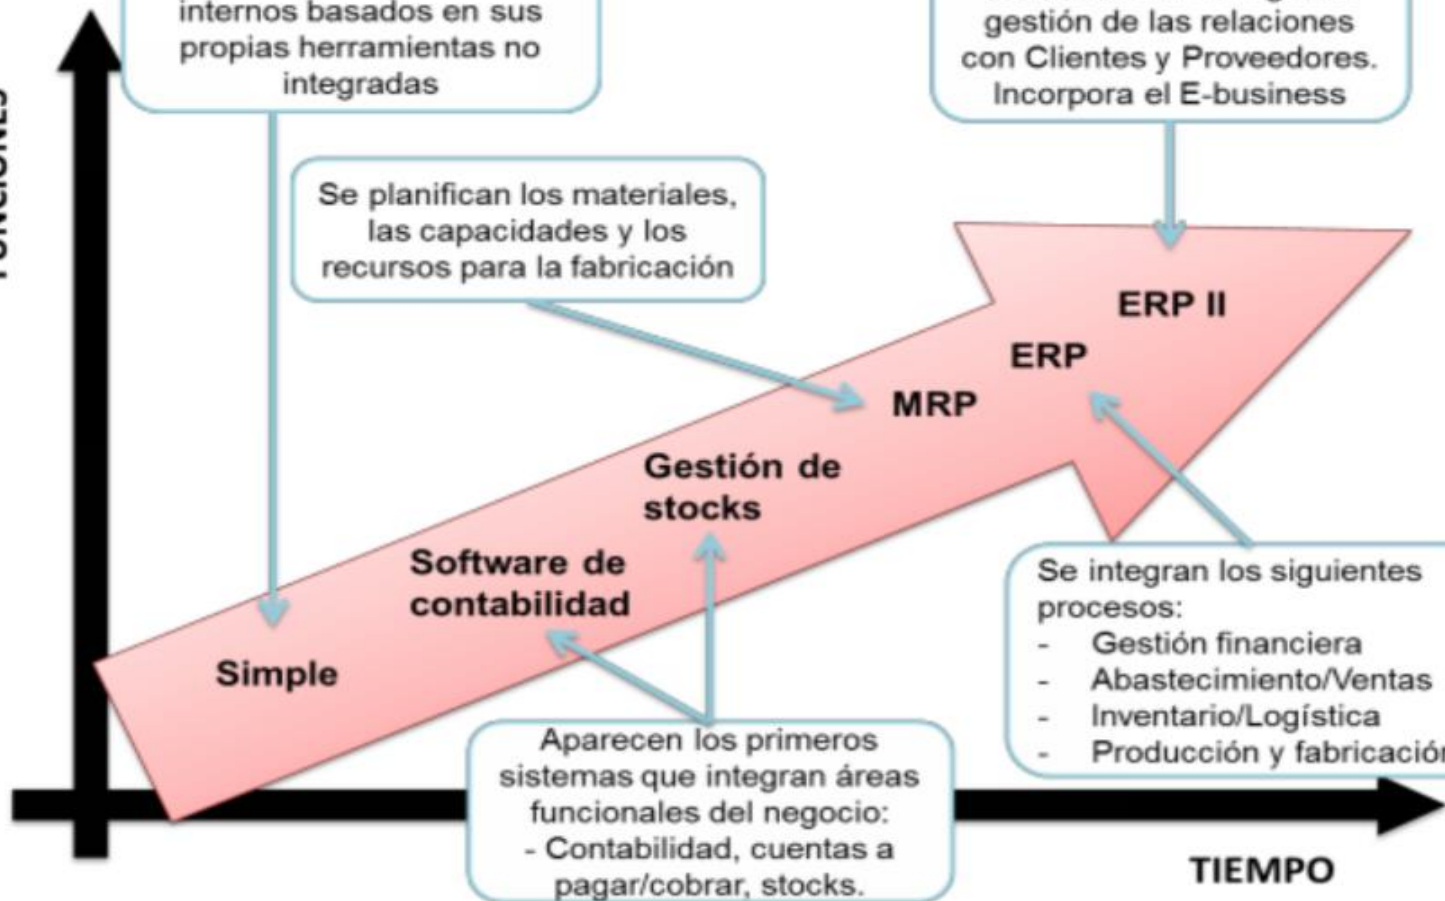 internos basados en sus
propias herramientas no
integradas
gestión de las relaciones
con Clientes y Proveedores.
Incorpora el E-business
Se planifican los materiales,
las capacidades y los
recursos para la fabricación
ERP II
ERP
MRP
Gestión de
stocks
Software de
contabilidad
Simple
Se integran los siguientes
procesos:
- Gestión financiera
- Abastecimiento/Ventas
- Inventario/Logística
- Producción y fabricación
Aparecen los primeros
sistemas que integran áreas
funcionales del negocio:
- Contabilidad, cuentas a
pagar/cobrar, stocks.
TIEMPO